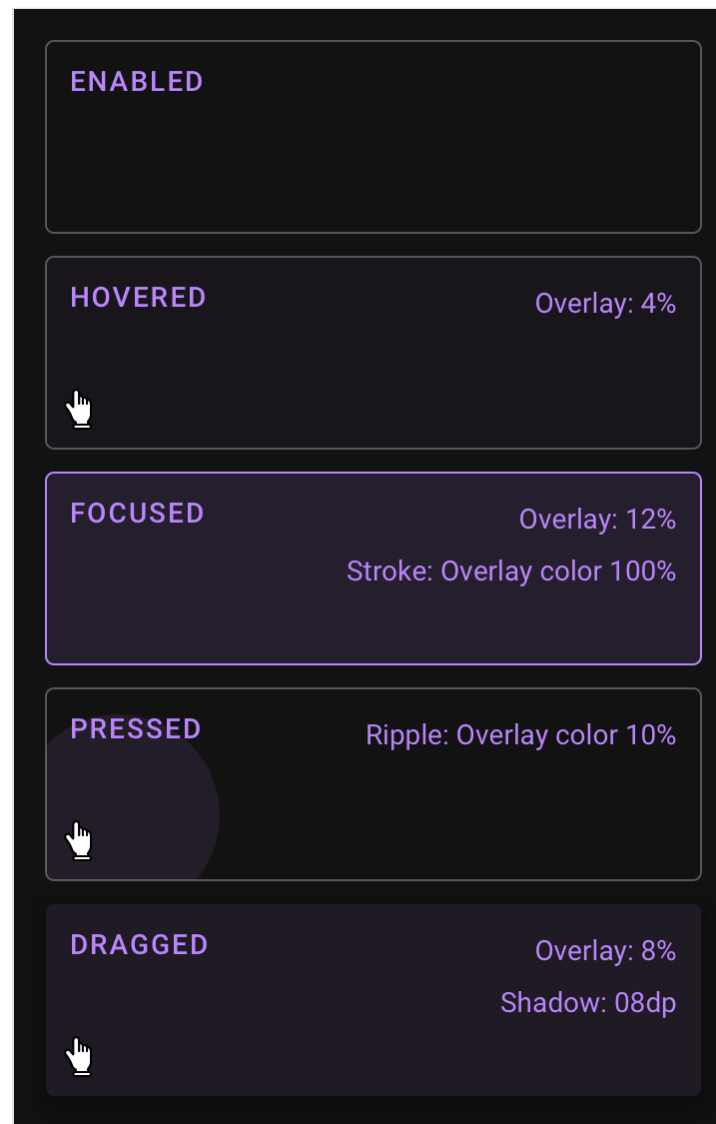 ENABLED
HOVERED
Overlay: 4%
FOCUSED
Overlay: 12%
Stroke: Overlay color 100%
PRESSED
Ripple: Overlay color 10%
DRAGGED
Overlay: 8%
Shadow: 08dp